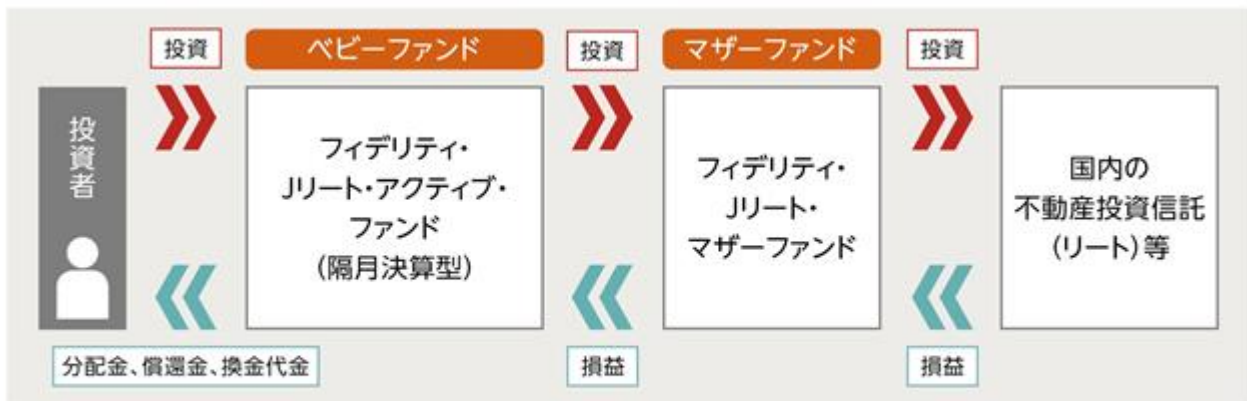 投資
ベビーファンド
投資
マザーファンド
投資
投資者
フィデリティ・
Jリート・アクティブ・
ファンド
(隔月決算型)
フィデリティ・
Jリート・
マザーファンド
国内の
不動産投資信託
(リート)等
分配金、償還金、換金代金
損益
損益